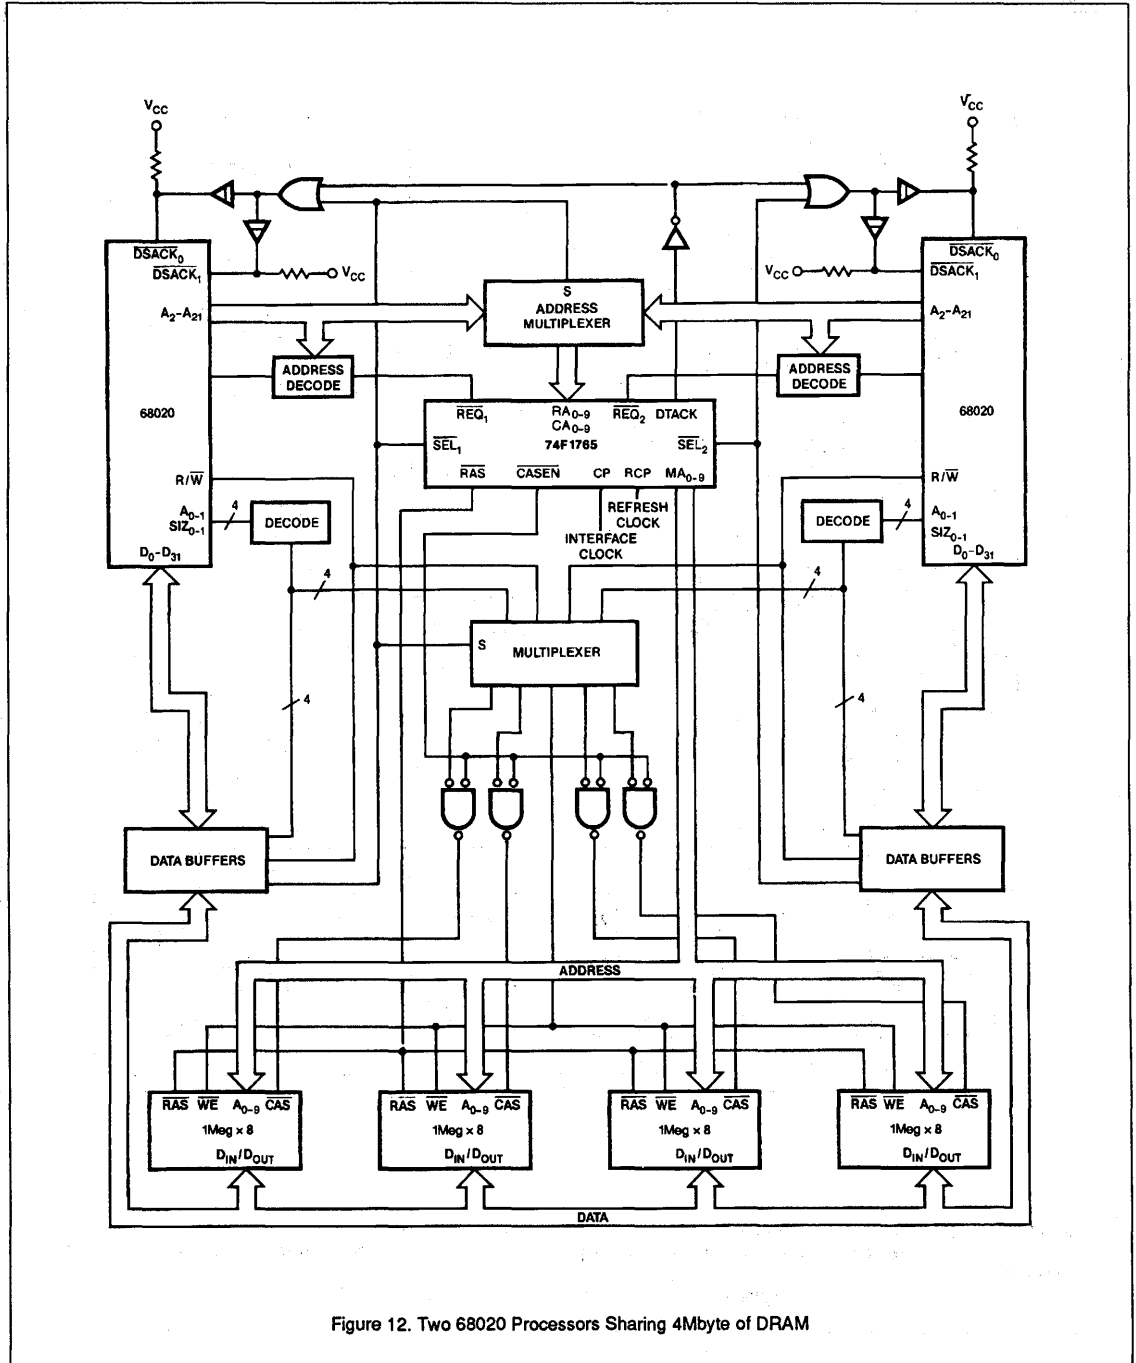 VCC
VCC
DSACK0
DSACK1
VCC
A2–A21
S
ADDRESS
MULTIPLEXER
VCC
DSACK0
DSACK1
A2–A21
ADDRESS
DECODE
ADDRESS
DECODE
68020
REQ1
RA0–9
CA0–9
REQ2
DTACK
SEL1
74F1765
SEL2
RAS
CASEN
CP
RCP
MA0–9
68020
R/W
A0–1
SIZ0–1
4
DECODE
D0–D31
REFRESH
CLOCK
INTERFACE
CLOCK
R/W
DECODE
4
A0–1
SIZ0–1
D0–D31
4
4
S
MULTIPLEXER
4
4
DATA BUFFERS
DATA BUFFERS
ADDRESS
RAS WE A0–9 CAS
1Meg × 8
DIN/DOUT
RAS WE A0–9 CAS
1Meg × 8
DIN/DOUT
RAS WE A0–9 CAS
1Meg × 8
DIN/DOUT
RAS WE A0–9 CAS
1Meg × 8
DIN/DOUT
DATA
Figure 12. Two 68020 Processors Sharing 4Mbyte of DRAM